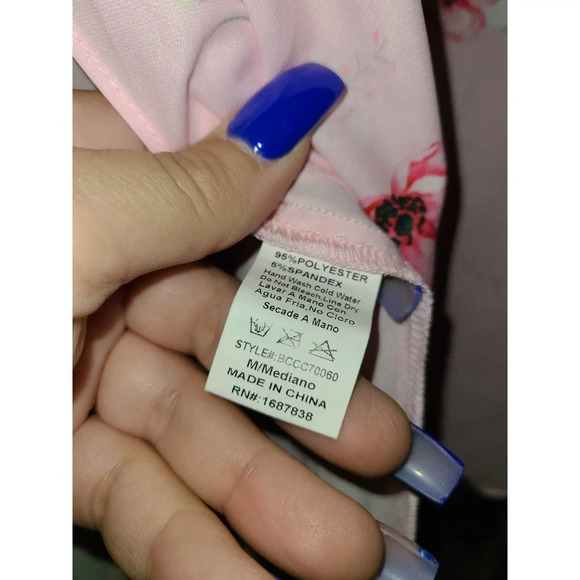 95%POLYESTER
5%SPANDEX
Hand Wash Cold Water
Do Not Bleach.Line Dry
Lavar A Mano Con
Agua Fria.No Cloro
Secade A Mano
STYLE#:BCCC70060
M/Mediano
MADE IN CHINA
RN#:1687838